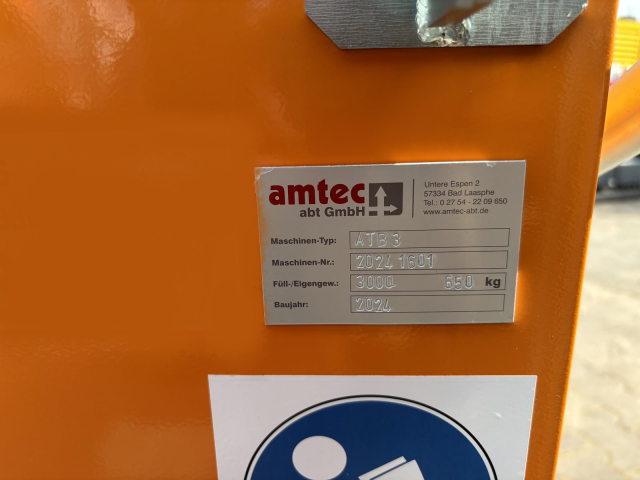 amtec
abt GmbH
Untere Espen 2
57334 Bad Laasphe
Tel.: 0 27 54 - 22 09 650
www.amtec-abt.de
Maschinen-Typ: ATB 3
Maschinen-Nr.: 2024 1601
Füll-/Eigengew.: 3000 650 kg
Baujahr: 2024